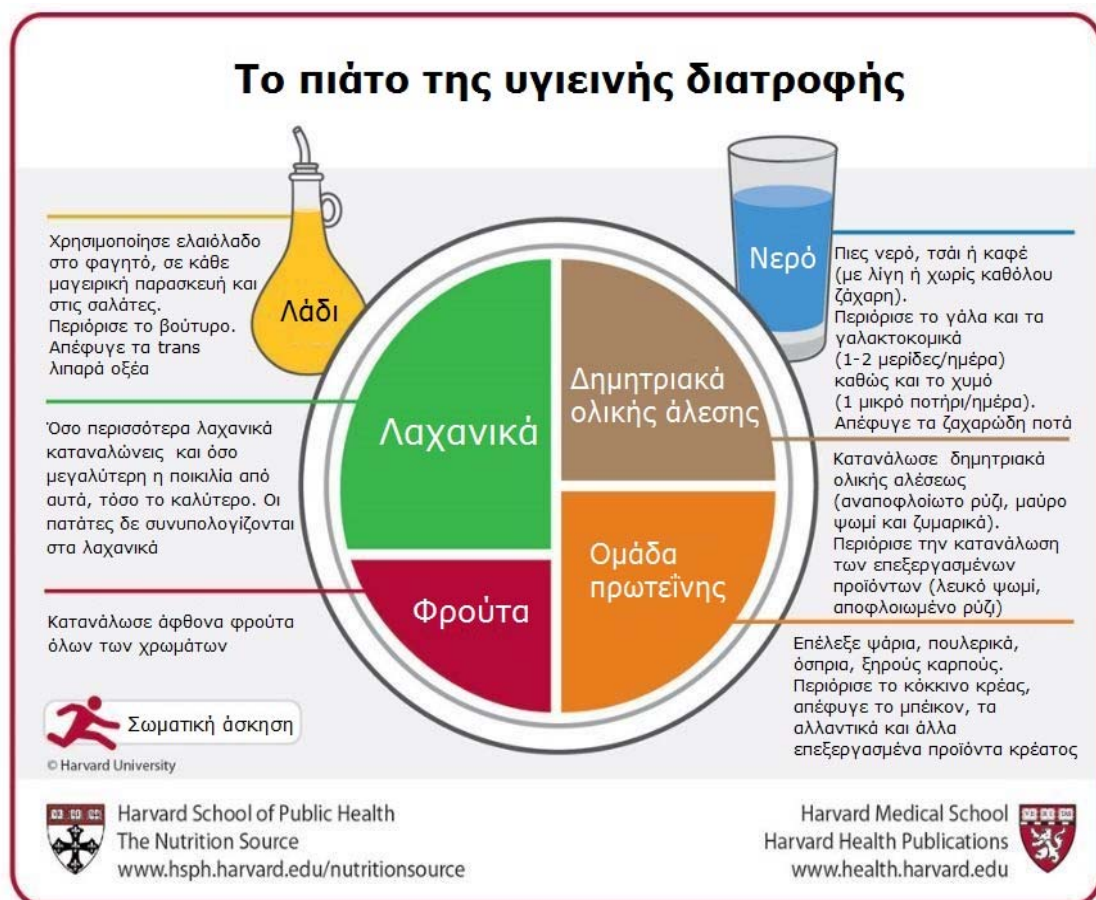 Το πιάτο της υγιεινής διατροφής
Χρησιμοποίησε ελαιόλαδο
στο φαγητό, σε κάθε
μαγειρική παρασκευή και
στις σαλάτες.
Περιόρισε το βούτυρο.
Απέφυγε τα trans
λιπαρά οξέα
Λάδι
Όσο περισσότερα λαχανικά
καταναλώνεις και όσο
μεγαλύτερη η ποικιλία από
αυτά, τόσο το καλύτερο. Οι
πατάτες δε συνυπολογίζονται
στα λαχανικά
Κατανάλωσε άφθονα φρούτα
όλων των χρωμάτων
Λαχανικά
Φρούτα
Δημητριακά
ολικής άλεσης
Ομάδα
πρωτεΐνης
Νερό
Πιες νερό, τσάι ή καφέ
(με λίγη ή χωρίς καθόλου
ζάχαρη).
Περιόρισε το γάλα και τα
γαλακτοκομικά
(1-2 μερίδες/ημέρα)
καθώς και το χυμό
(1 μικρό ποτήρι/ημέρα).
Απέφυγε τα ζαχαρώδη ποτά
Κατανάλωσε δημητριακά
ολικής αλέσεως
(αναποφλοίωτο ρύζι, μαύρο
ψωμί και ζυμαρικά).
Περιόρισε την κατανάλωση
των επεξεργασμένων
προϊόντων (λευκό ψωμί,
αποφλοιωμένο ρύζι)
Επέλεξε ψάρια, πουλερικά,
όσπρια, ξηρούς καρπούς.
Περιόρισε το κόκκινο κρέας,
απέφυγε το μπέικον, τα
αλλαντικά και άλλα
επεξεργασμένα προϊόντα κρέατος
Σωματική άσκηση
© Harvard University
Harvard School of Public Health
The Nutrition Source
www.hsph.harvard.edu/nutritionsource
Harvard Medical School
Harvard Health Publications
www.health.harvard.edu